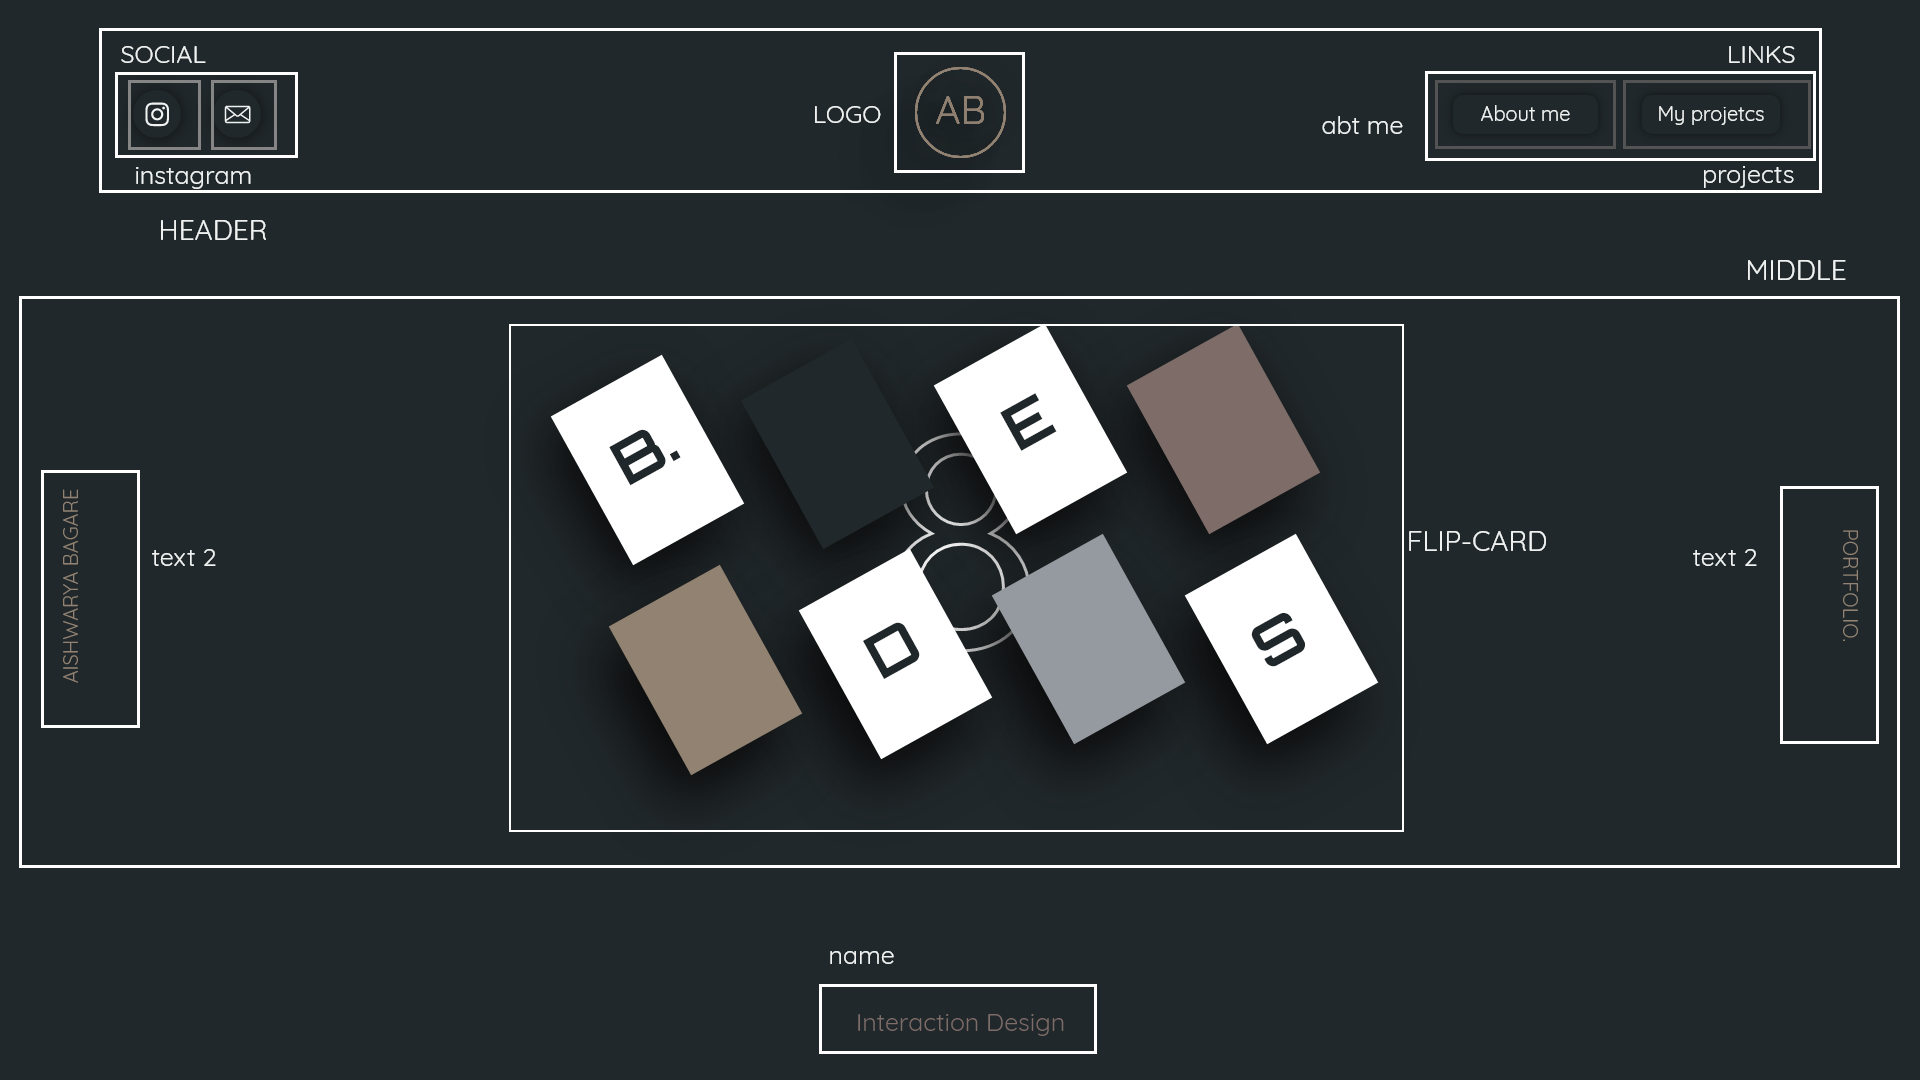 SOCIAL
LINKS
LOGO
AB
abt me
About me
My projetcs
instagram
projects
HEADER
MIDDLE
B.
E
D
8
S
FLIP-CARD
AISHWARYA BAGARE
text 2
text 2
PORTFOLIO.
name
Interaction Design